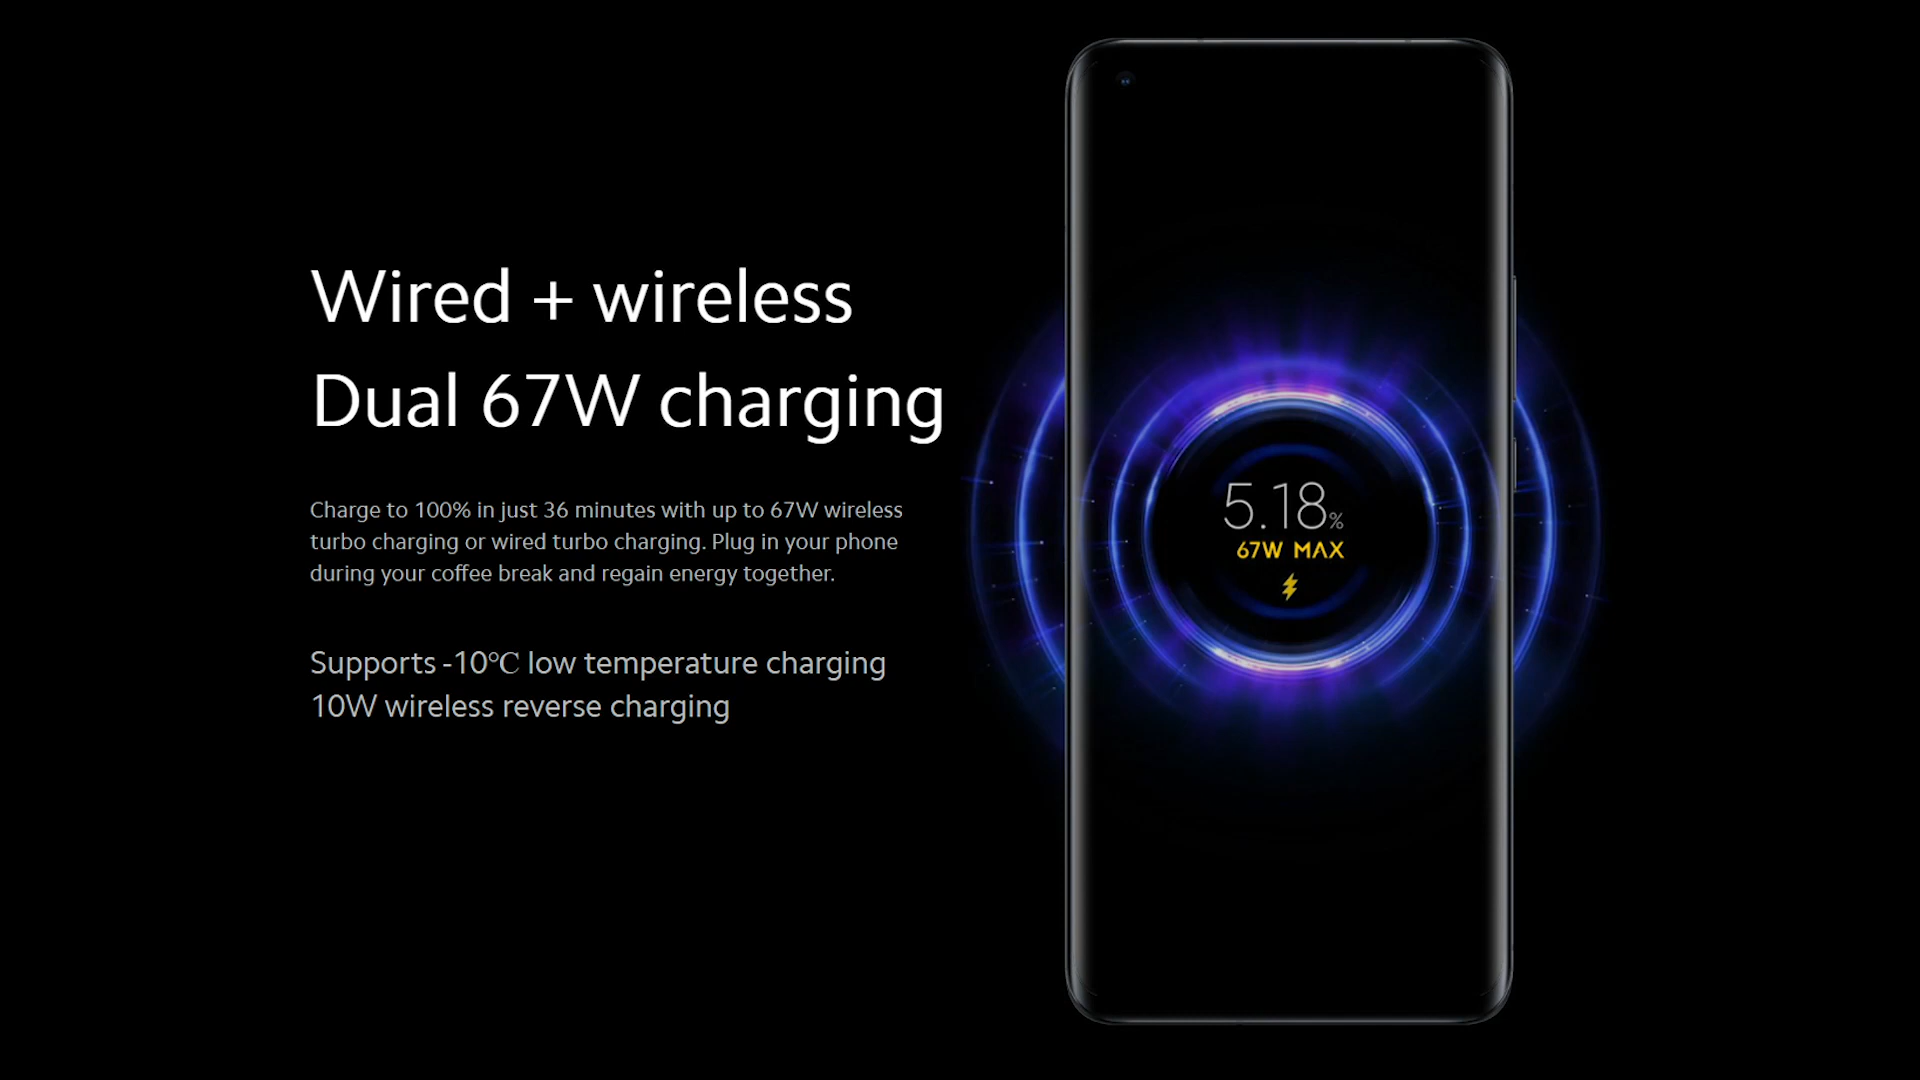 Wired + wireless
Dual 67W charging
Charge to 100% in just 36 minutes with up to 67W wireless
turbo charging or wired turbo charging. Plug in your phone
during your coffee break and regain energy together.
Supports -10℃ low temperature charging
10W wireless reverse charging
5.18%
67W MAX